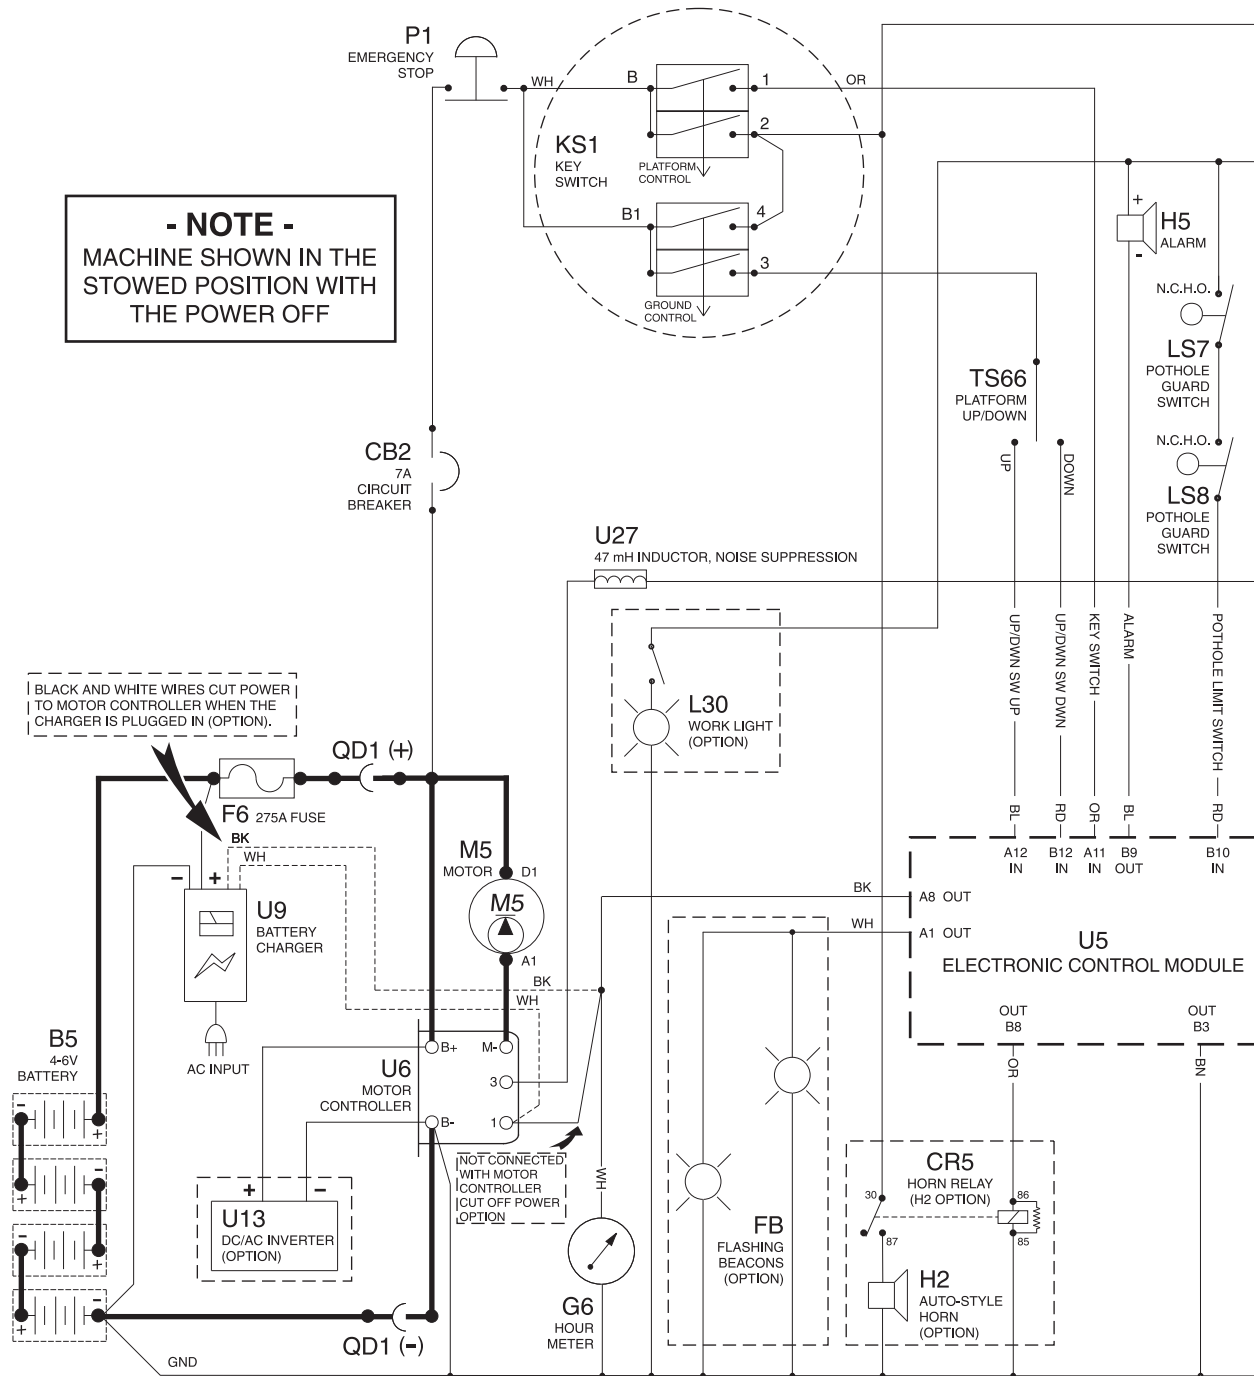 P1
EMERGENCY
STOP
WH
B
1
OR
2
KS1
KEY
SWITCH
PLATFORM
CONTROL
B1
4
3
GROUND
CONTROL
- NOTE -
MACHINE SHOWN IN THE
STOWED POSITION WITH
THE POWER OFF
+
H5
ALARM
-
N.C.H.O.
LS7
POTHOLE
GUARD
SWITCH
TS66
PLATFORM
UP/DOWN
UP
DOWN
N.C.H.O.
LS8
POTHOLE
GUARD
SWITCH
CB2
7A
CIRCUIT
BREAKER
U27
47 mH INDUCTOR, NOISE SUPPRESSION
UP/DWN SW UP
UP/DWN SW DWN
KEY SWITCH
ALARM
POTHOLE LIMIT SWITCH
BLACK AND WHITE WIRES CUT POWER
TO MOTOR CONTROLLER WHEN THE
CHARGER IS PLUGGED IN (OPTION).
L30
WORK LIGHT
(OPTION)
QD1 (+)
F6 275A FUSE
BK
WH
BL
RD
OR
BL
RD
A12
IN
B12
IN
A11
IN
B9
OUT
B10
IN
M5
MOTOR
D1
M5
A1
- +
U9
BATTERY
CHARGER
BK
A8 OUT
WH
A1 OUT
U5
ELECTRONIC CONTROL MODULE
OUT
B8
OUT
B3
BK
WH
AC INPUT
B5
4-6V
BATTERY
U6
MOTOR
CONTROLLER
B+
M-
3
B-
1
OR
BN
-
+
+
-
-
+
+
-
NOT CONNECTED
WITH MOTOR
CONTROLLER
CUT OFF POWER
OPTION
WH
+ -
U13
DC/AC INVERTER
(OPTION)
CR5
HORN RELAY
(H2 OPTION)
30
86
87
85
FB
FLASHING
BEACONS
(OPTION)
H2
AUTO-STYLE
HORN
(OPTION)
G6
HOUR
METER
QD1 (-)
GND